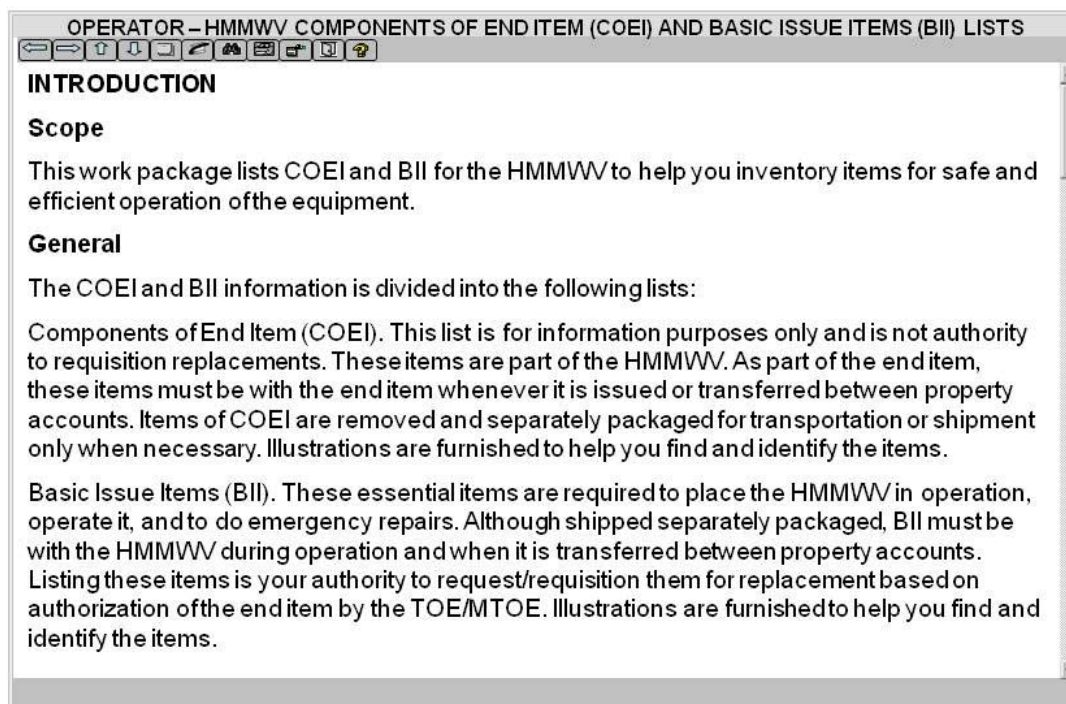 OPERATOR – HMMWV COMPONENTS OF END ITEM (COEI) AND BASIC ISSUE ITEMS (BII) LISTS
INTRODUCTION
Scope
This work package lists COEI and BII for the HMMWV to help you inventory items for safe and
efficient operation of the equipment.
General
The COEI and BII information is divided into the following lists:
Components of End Item (COEI). This list is for information purposes only and is not authority
to requisition replacements. These items are part of the HMMWV. As part of the end item,
these items must be with the end item whenever it is issued or transferred between property
accounts. Items of COEI are removed and separately packaged for transportation or shipment
only when necessary. Illustrations are furnished to help you find and identify the items.
Basic Issue Items (BII). These essential items are required to place the HMMWV in operation,
operate it, and to do emergency repairs. Although shipped separately packaged, BII must be
with the HMMWV during operation and when it is transferred between property accounts.
Listing these items is your authority to request/requisition them for replacement based on
authorization of the end item by the TOE/MTOE. Illustrations are furnished to help you find and
identify the items.